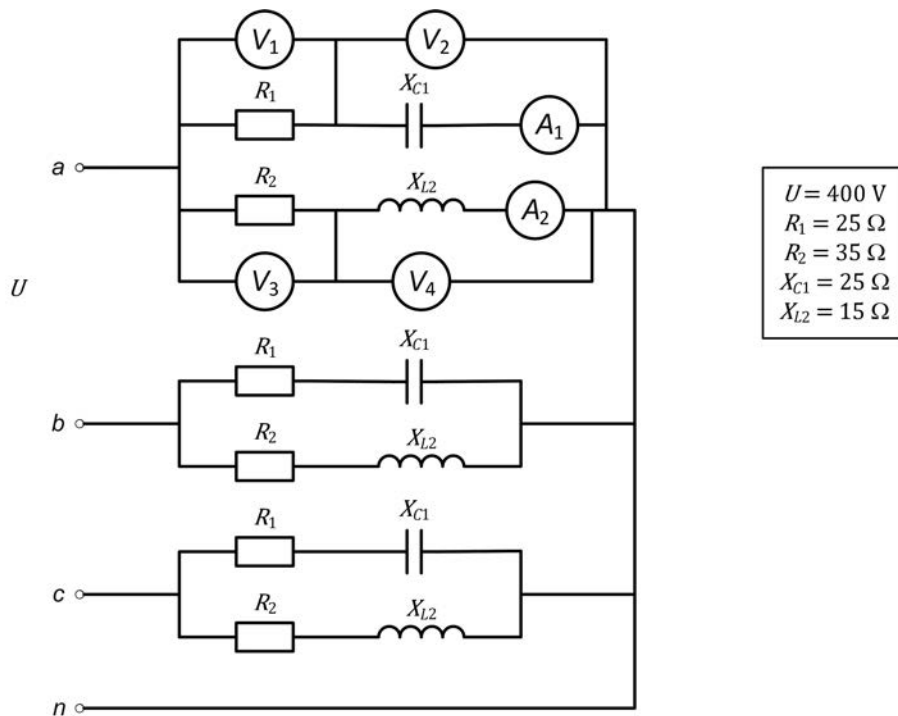 V1 V2
R1 XC1
A1
a
R2 XL2
A2
U
V3 V4
U = 400 V
R1 = 25 Ω
R2 = 35 Ω
XC1 = 25 Ω
XL2 = 15 Ω
R1 XC1
b
R2 XL2
R1 XC1
c
R2 XL2
n